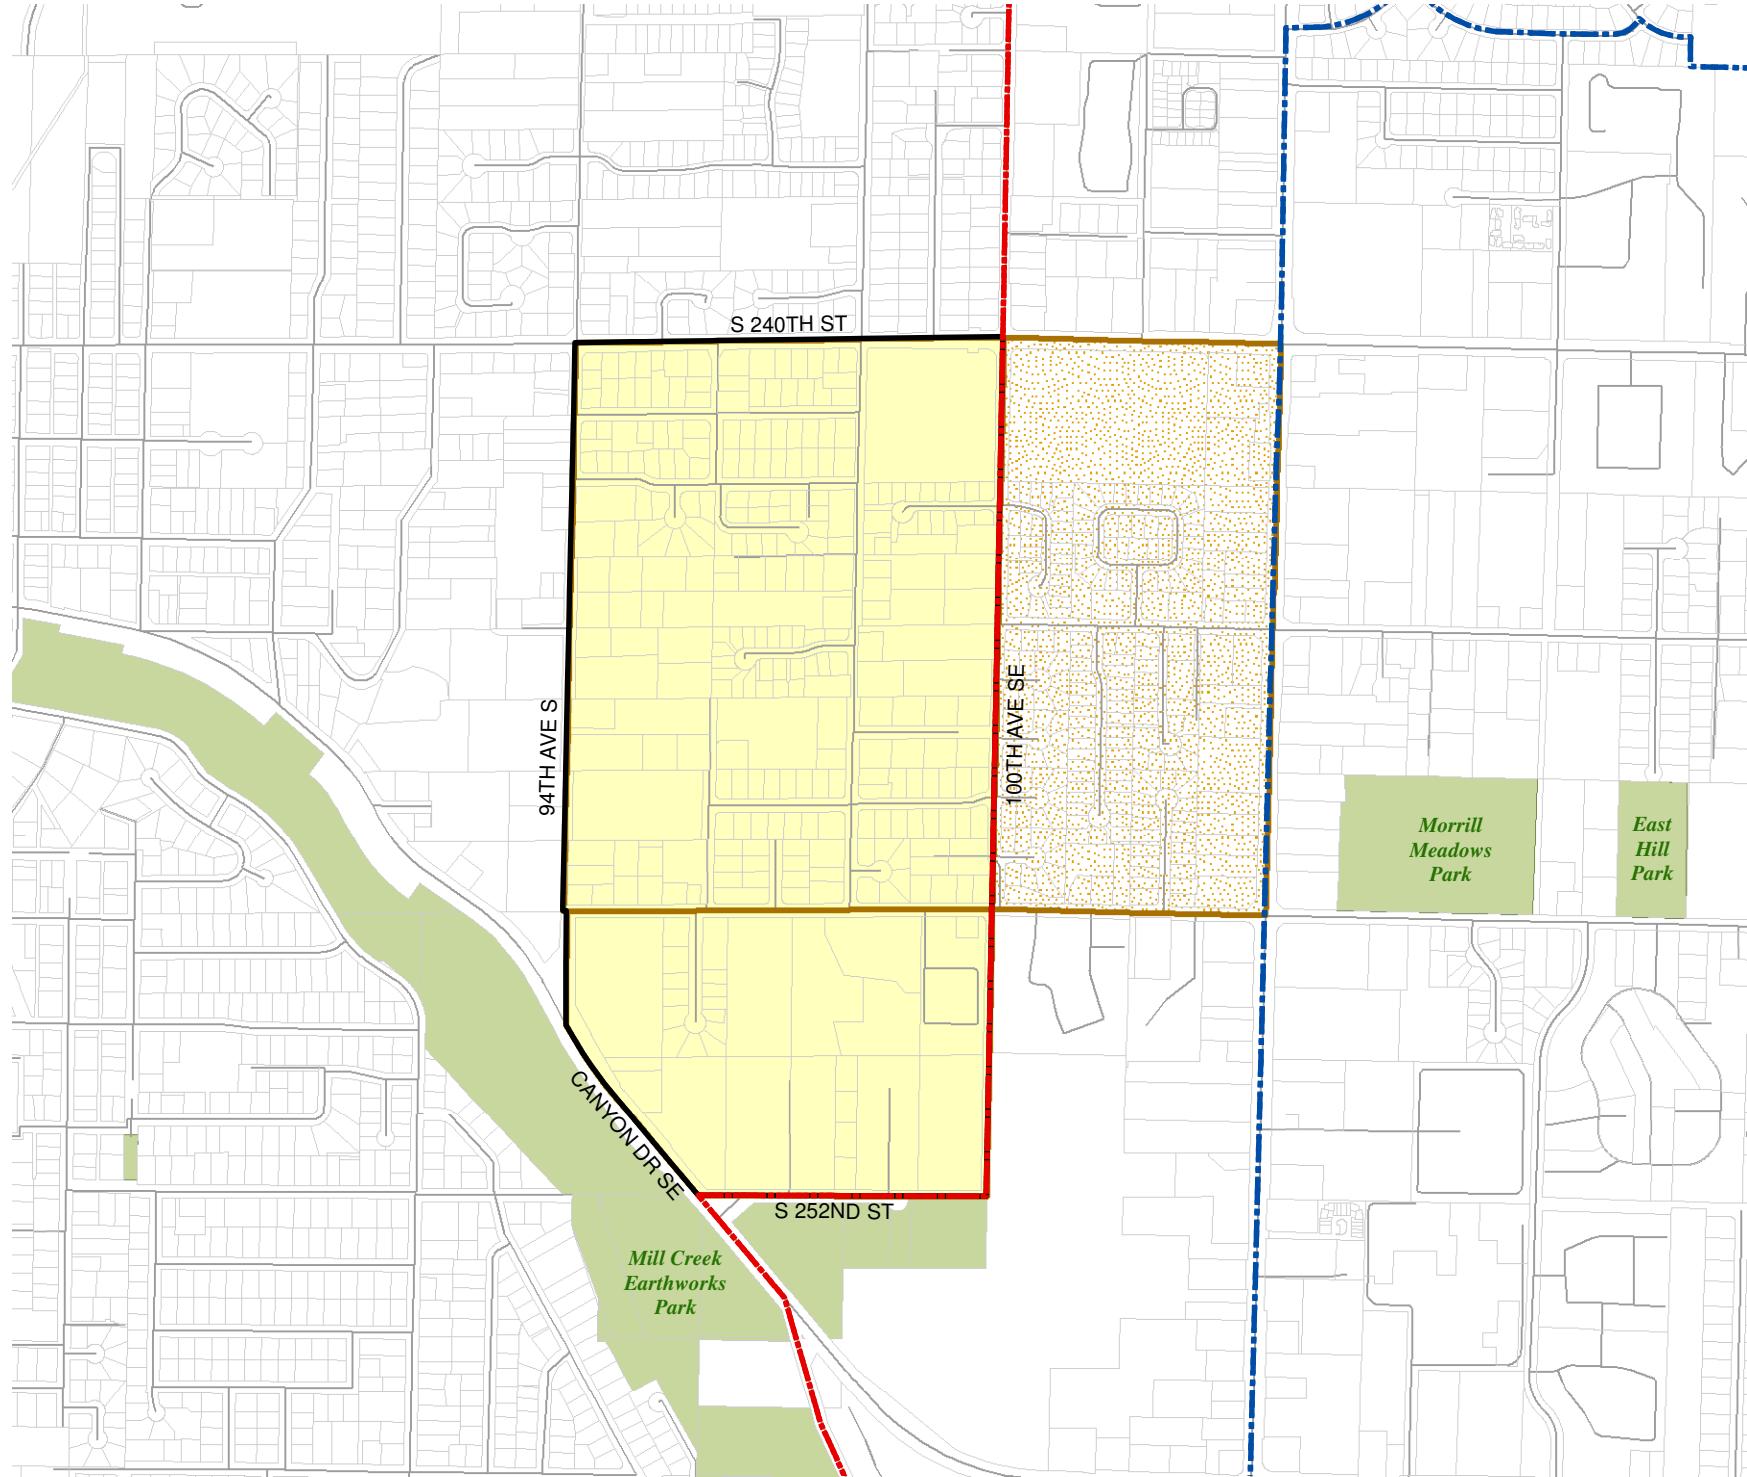 S 240TH ST
94TH AVE S
100TH AVE SE
Morrill
Meadows
Park
East
Hill
Park
CANYON DR SE
S 252ND ST
Mill Creek
Earthworks
Park